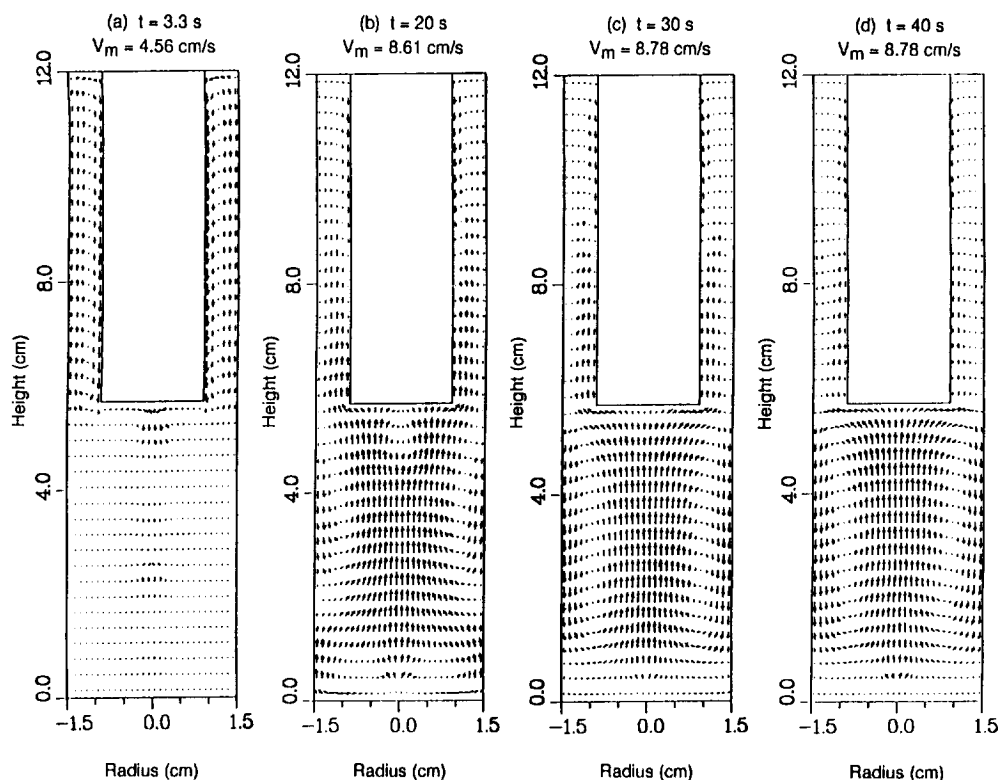 (a) t = 3.3 s
Vm = 4.56 cm/s
(b) t = 20 s
Vm = 8.61 cm/s
(c) t = 30 s
Vm = 8.78 cm/s
(d) t = 40 s
Vm = 8.78 cm/s
12.0
8.0
4.0
0.0
Height (cm)
−1.5 0.0 1.5
Radius (cm)
12.0
8.0
4.0
0.0
Height (cm)
−1.5 0.0 1.5
Radius (cm)
12.0
8.0
4.0
0.0
Height (cm)
−1.5 0.0 1.5
Radius (cm)
12.0
8.0
4.0
0.0
Height (cm)
−1.5 0.0 1.5
Radius (cm)